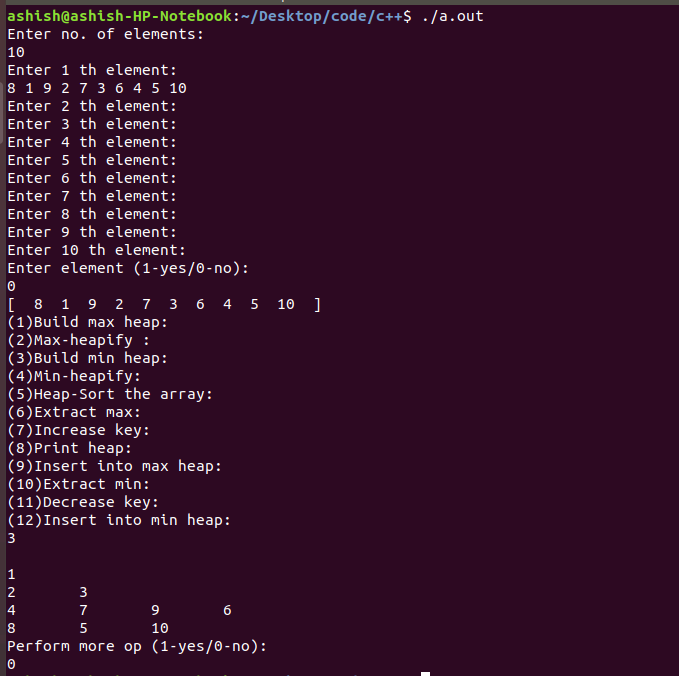 ashish@ashish-HP-Notebook:~/Desktop/code/c++$ ./a.out
Enter no. of elements:
10
Enter 1 th element:
8 1 9 2 7 3 6 4 5 10
Enter 2 th element:
Enter 3 th element:
Enter 4 th element:
Enter 5 th element:
Enter 6 th element:
Enter 7 th element:
Enter 8 th element:
Enter 9 th element:
Enter 10 th element:
Enter element (1-yes/0-no):
0
[  8  1  9  2  7  3  6  4  5  10  ]
(1)Build max heap:
(2)Max-heapify :
(3)Build min heap:
(4)Min-heapify:
(5)Heap-Sort the array:
(6)Extract max:
(7)Increase key:
(8)Print heap:
(9)Insert into max heap:
(10)Extract min:
(11)Decrease key:
(12)Insert into min heap:
3
1
2       3
4       7       9       6
8       5       10
Perform more op (1-yes/0-no):
0